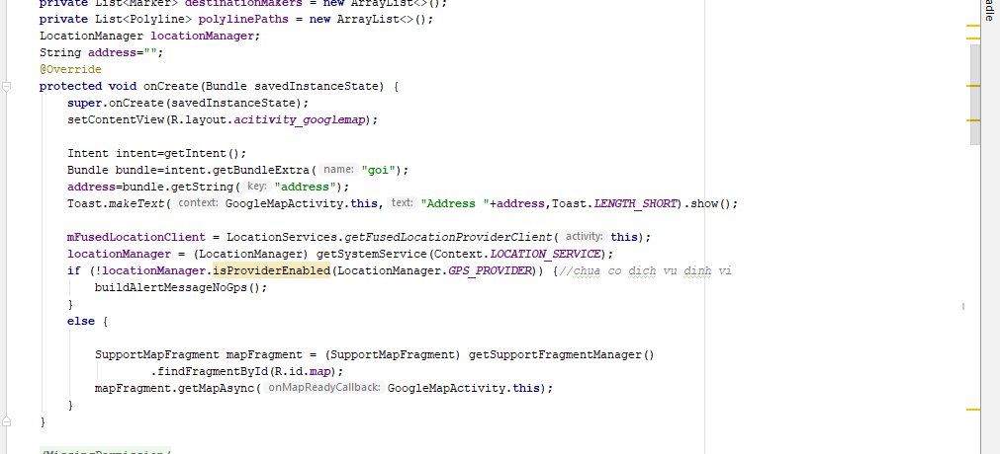 private List<Marker> destinationMakers = new ArrayList<>();
private List<Polyline> polylinePaths = new ArrayList<>();
LocationManager locationManager;
String address="";
@Override
protected void onCreate(Bundle savedInstanceState) {
super.onCreate(savedInstanceState);
setContentView(R.layout.acitivity_googlemap);
Intent intent=getIntent();
Bundle bundle=intent.getBundleExtra( name: "goi");
address=bundle.getString( key: "address");
Toast.makeText( context: GoogleMapActivity.this, text: "Address "+address,Toast.LENGTH_SHORT).show();
mFusedLocationClient = LocationServices.getFusedLocationProviderClient( activity: this);
locationManager = (LocationManager) getSystemService(Context.LOCATION_SERVICE);
if (!locationManager.isProviderEnabled(LocationManager.GPS_PROVIDER)) {//chua co dich vu dinh vi
buildAlertMessageNoGps();
}
else {
SupportMapFragment mapFragment = (SupportMapFragment) getSupportFragmentManager()
.findFragmentById(R.id.map);
mapFragment.getMapAsync( onMapReadyCallback: GoogleMapActivity.this);
}
}
/MissingPermission/
adle